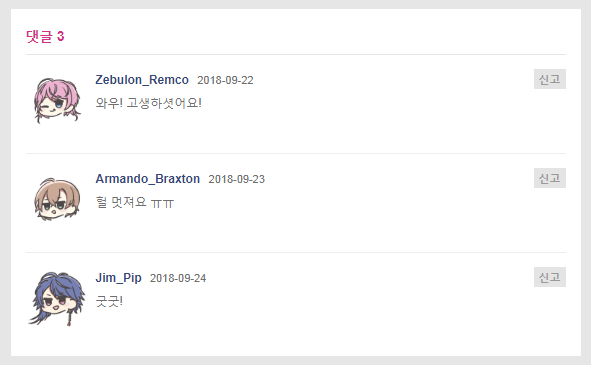 댓글 3
Zebulon_Remco 2018-09-22 신고
와우! 고생하셧어요!
Armando_Braxton 2018-09-23 신고
헐 멋져요 ㅠㅠ
Jim_Pip 2018-09-24 신고
굿굿!